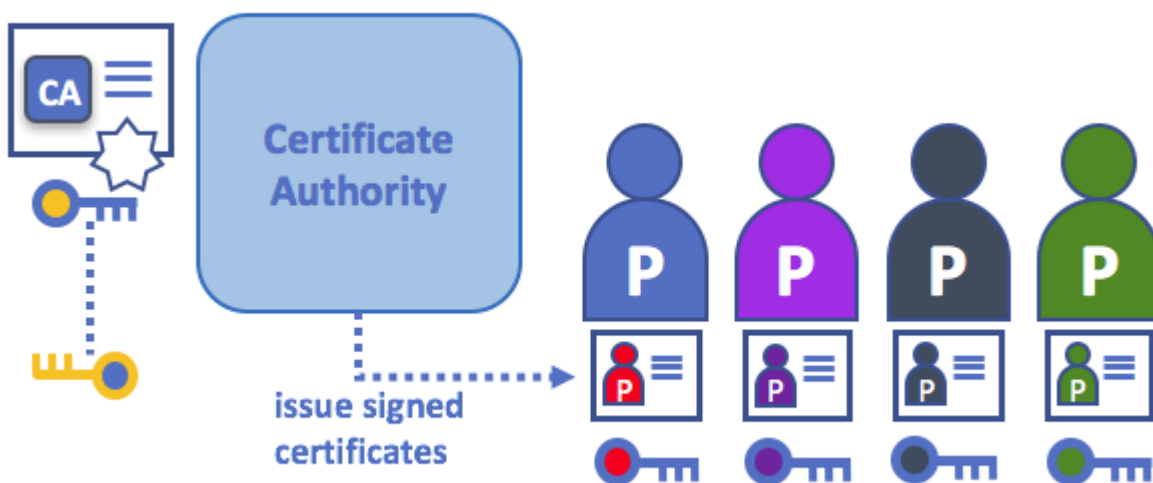 CA
Certificate
Authority
P P P P
P P P P
issue signed
certificates